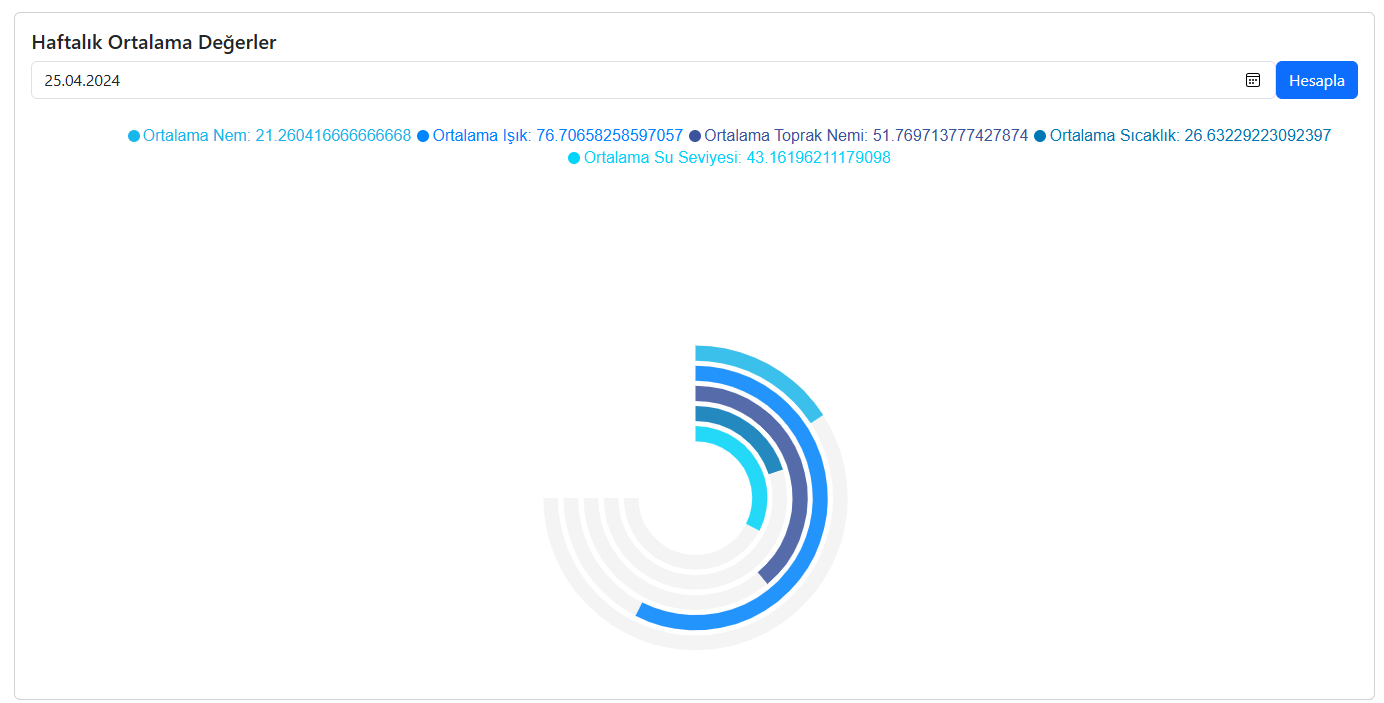 Haftalık Ortalama Değerler
25.04.2024 Hesapla
Ortalama Nem: 21.260416666666668 Ortalama Işık: 76.70658258597057 Ortalama Toprak Nemi: 51.769713777427874 Ortalama Sıcaklık: 26.63229223092397
Ortalama Su Seviyesi: 43.16196211179098